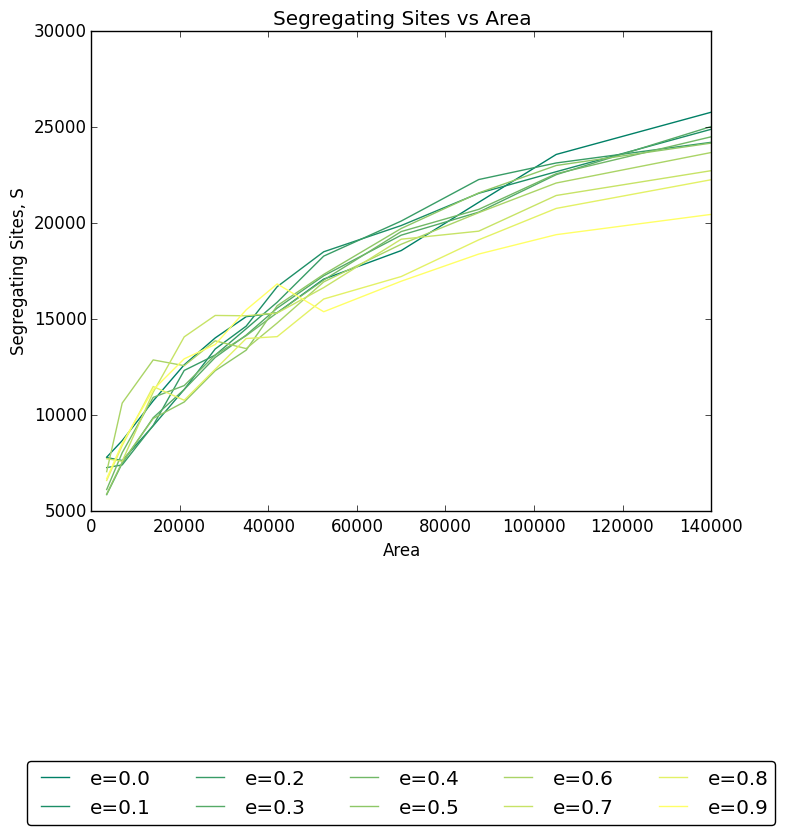 Segregating Sites vs Area
30000
25000
20000
15000
10000
5000
Segregating Sites, S
0 20000 40000 60000 80000 100000 120000 140000
Area
e=0.0 e=0.2 e=0.4 e=0.6 e=0.8
e=0.1 e=0.3 e=0.5 e=0.7 e=0.9